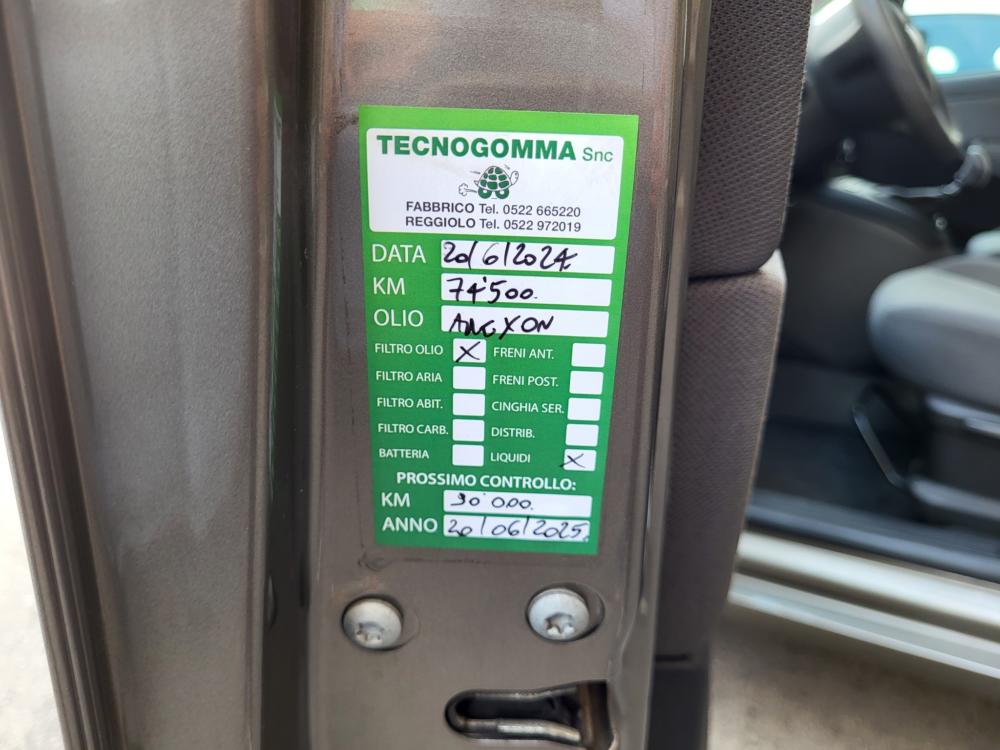 TECNOGOMMA Snc
FABBRICO Tel. 0522 665220
REGGIOLO Tel. 0522 972019
DATA 20/6/2024
KM 74'500.
OLIO
FILTRO OLIO X FRENI ANT.
FILTRO ARIA FRENI POST.
FILTRO ABIT. CINGHIA SER.
FILTRO CARB. DISTRIB.
BATTERIA LIQUIDI X
PROSSIMO CONTROLLO:
KM 90'000.
ANNO 20/06/2025